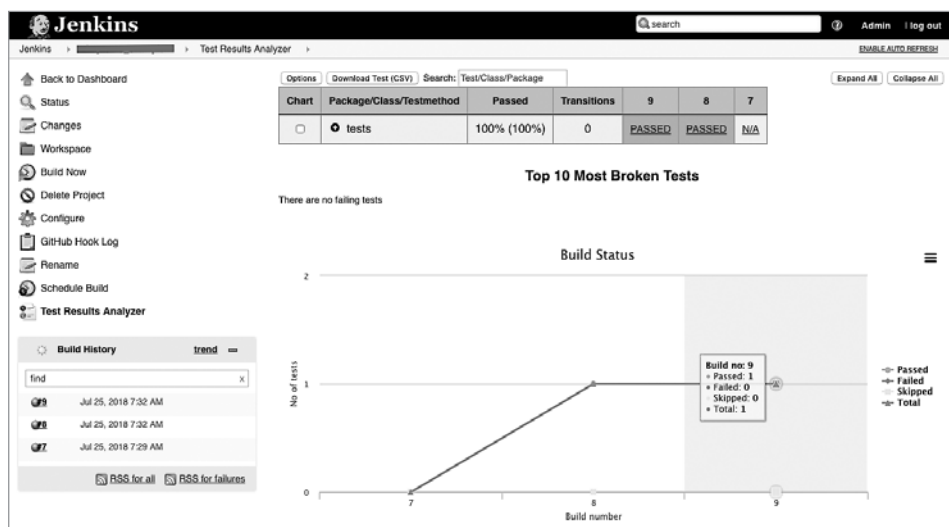 Jenkins
search
Admin | log out
Jenkins
Test Results Analyzer
ENABLE AUTO REFRESH
Back to Dashboard
Status
Changes
Workspace
Build Now
Delete Project
Configure
GitHub Hook Log
Rename
Schedule Build
Test Results Analyzer
Build History trend
find x
#9 Jul 25, 2018 7:32 AM
#8 Jul 25, 2018 7:32 AM
#7 Jul 25, 2018 7:29 AM
RSS for all RSS for failures
Options Download Test (CSV) Search: Test/Class/Package Expand All Collapse All
Chart Package/Class/Testmethod Passed Transitions 9 8 7
tests 100% (100%) 0 PASSED PASSED N/A
Top 10 Most Broken Tests
There are no failing tests
Build Status
2
1
0
No of tests
7 8 9
Build number
Build no: 9
Passed: 1
Failed: 0
Skipped: 0
Total: 1
Passed
Failed
Skipped
Total